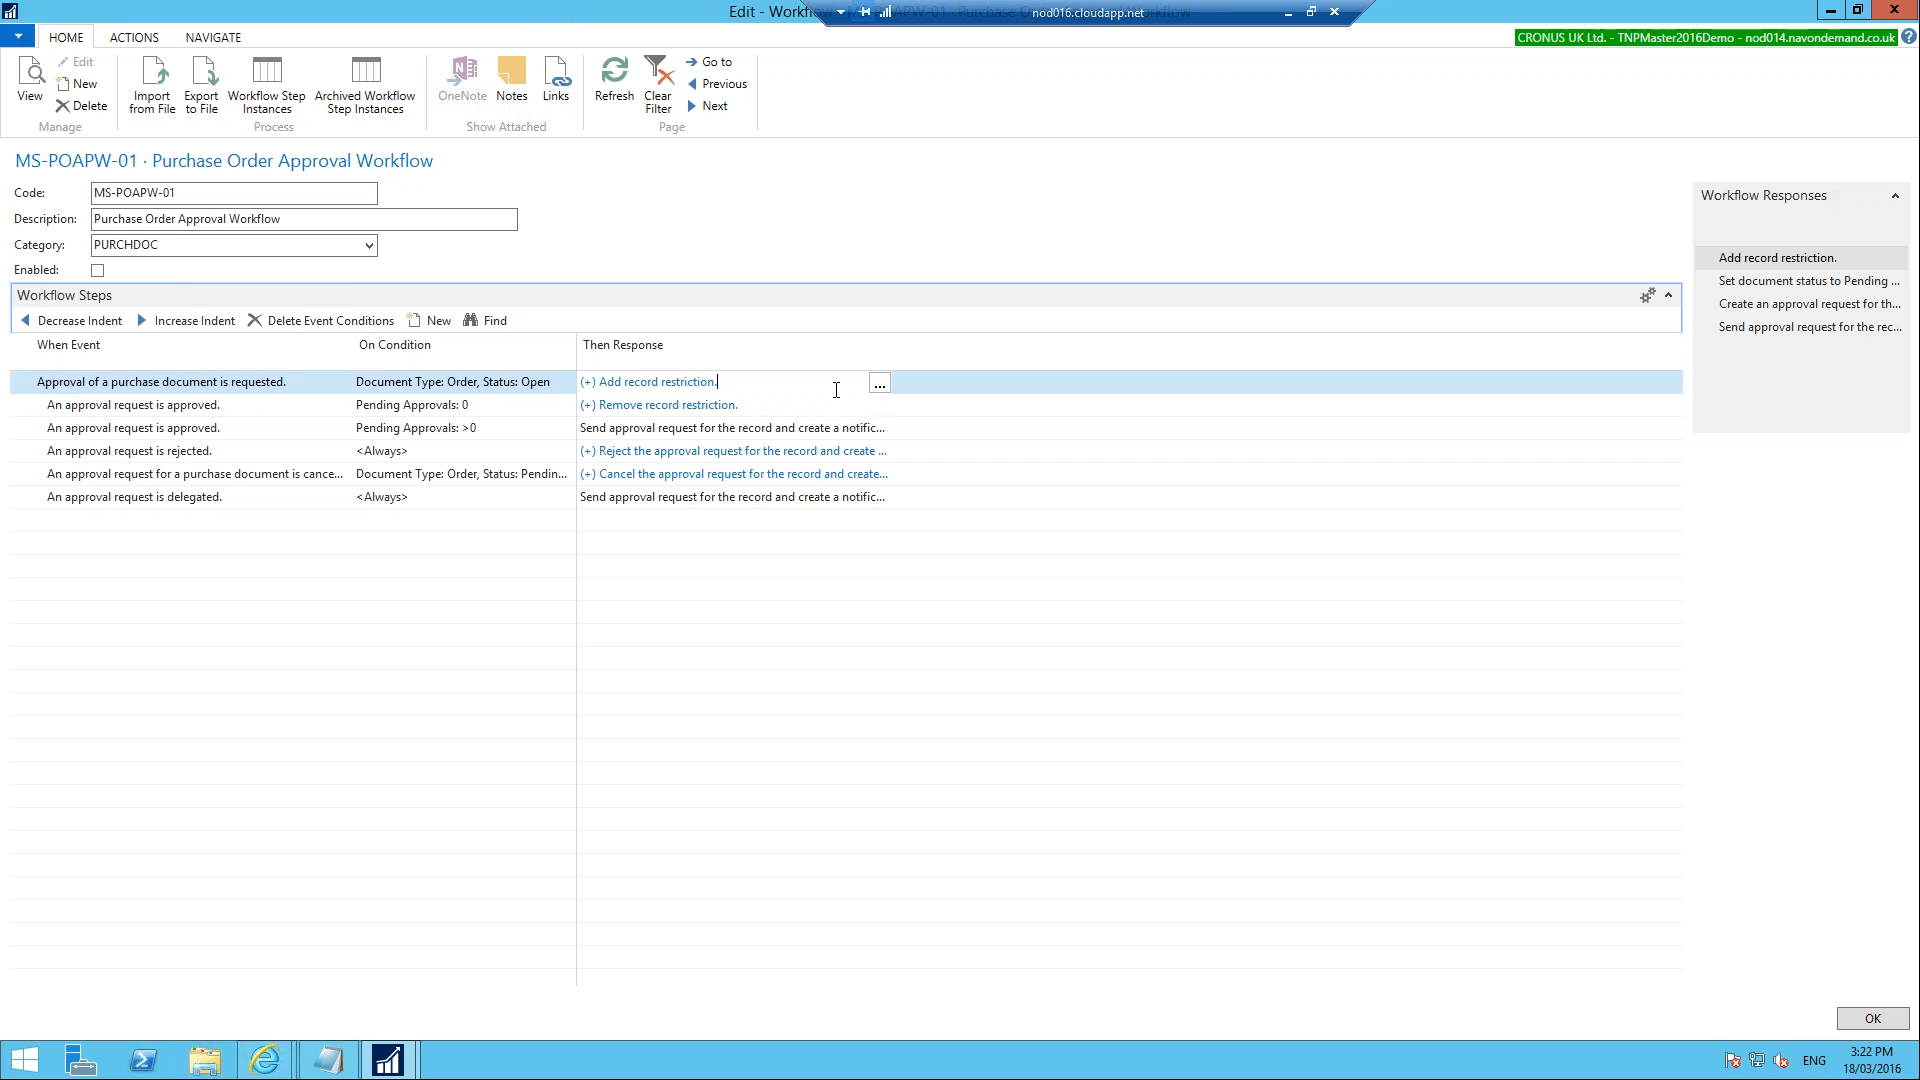 Edit - Workflow
nod016.cloudapp.net
HOME ACTIONS NAVIGATE
CRONUS UK Ltd. - TNPMaster2016Demo - nod014.navondemand.co.uk
View
Edit
New
Delete
Manage
Import from File
Export to File
Workflow Step Instances
Archived Workflow Step Instances
Process
OneNote
Notes
Links
Show Attached
Refresh
Clear Filter
Go to
Previous
Next
Page
MS-POAPW-01 · Purchase Order Approval Workflow
Code: MS-POAPW-01
Description: Purchase Order Approval Workflow
Category: PURCHDOC
Enabled:
Workflow Steps
Decrease Indent Increase Indent Delete Event Conditions New Find
When Event On Condition Then Response
Approval of a purchase document is requested. Document Type: Order, Status: Open (+) Add record restriction. ...
An approval request is approved. Pending Approvals: 0 (+) Remove record restriction.
An approval request is approved. Pending Approvals: >0 Send approval request for the record and create a notific...
An approval request is rejected. <Always> (+) Reject the approval request for the record and create ...
An approval request for a purchase document is cance... Document Type: Order, Status: Pendin... (+) Cancel the approval request for the record and create...
An approval request is delegated. <Always> Send approval request for the record and create a notific...
Workflow Responses
Add record restriction.
Set document status to Pending ...
Create an approval request for th...
Send approval request for the rec...
OK
ENG
3:22 PM
18/03/2016